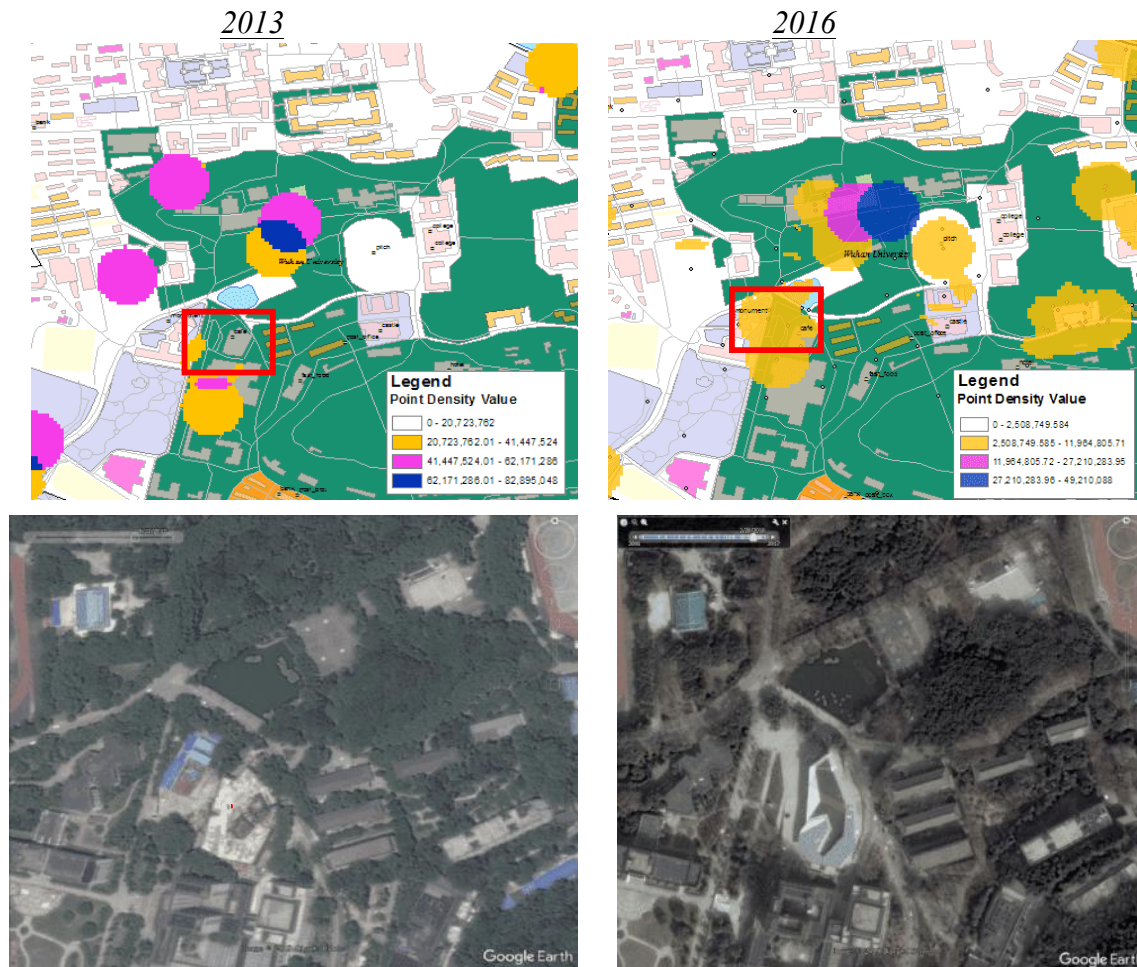 2013
2016
bank
college
college
pitch
Wuhan University
cafe
castle
post_office
fast_food
hotel
Legend
Point Density Value
0 - 20,723,762
20,723,762.01 - 41,447,524
41,447,524.01 - 62,171,286
62,171,286.01 - 82,895,048
bank
post_box
college
college
pitch
Wuhan University
monument
cafe
castle
post_office
fast_food
Legend
Point Density Value
0 - 2,508,749.584
2,508,749.585 - 11,964,805.71
11,964,805.72 - 27,210,283.95
27,210,283.96 - 49,210,088
bank
post_box
Google Earth
Google Earth